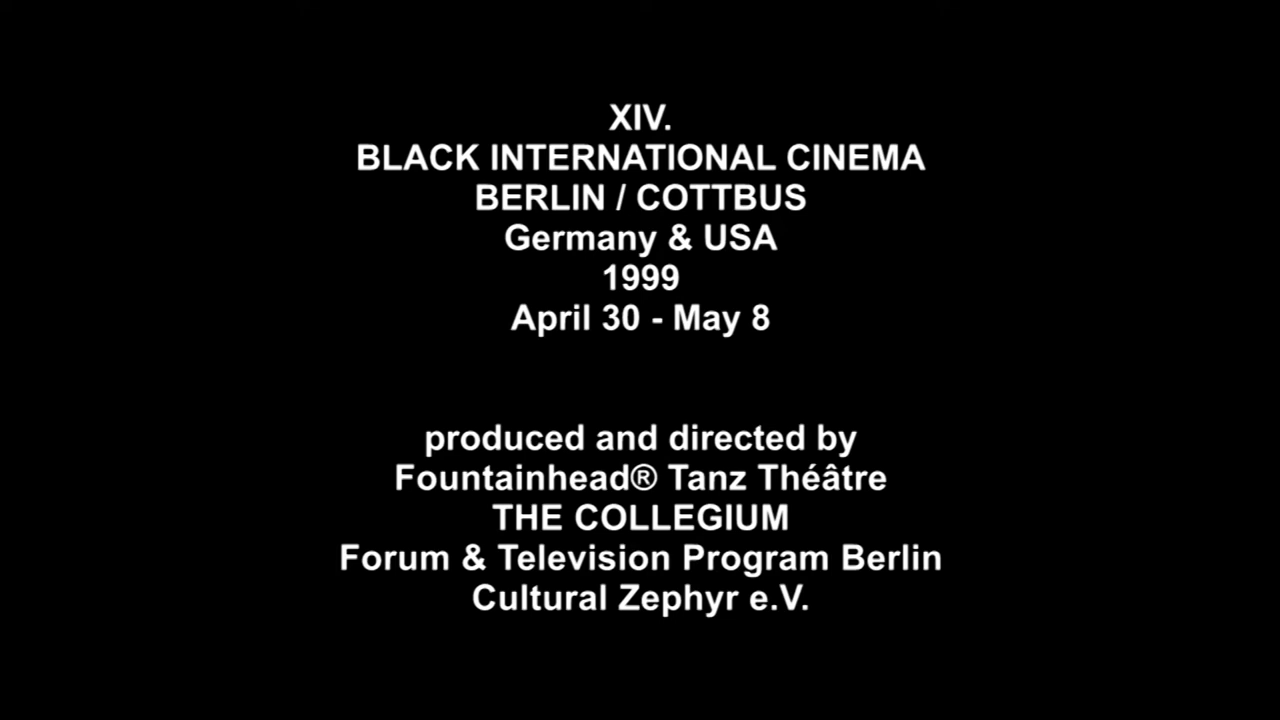 XIV.
BLACK INTERNATIONAL CINEMA
BERLIN / COTTBUS
Germany & USA
1999
April 30 - May 8
produced and directed by
Fountainhead® Tanz Théâtre
THE COLLEGIUM
Forum & Television Program Berlin
Cultural Zephyr e.V.